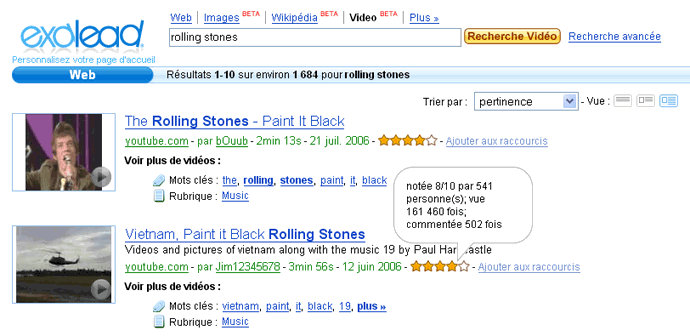 exalead
Personnalisez votre page d'accueil
Web | Images BETA | Wikipédia BETA | Video BETA | Plus »
rolling stones Recherche Vidéo Recherche avancée
Web Résultats 1-10 sur environ 1 684 pour rolling stones
Trier par : pertinence - Vue :
The Rolling Stones - Paint It Black
youtube.com - par bOuub - 2min 13s - 21 juil. 2006 - Ajouter aux raccourcis
Voir plus de vidéos :
Mots clés : the, rolling, stones, paint, it, black
Rubrique : Music
notée 8/10 par 541
personne(s); vue
161 460 fois;
commentée 502 fois
Vietnam, Paint it Black Rolling Stones
Videos and pictures of vietnam along with the music 19 by Paul Har castle
youtube.com - par Jim12345678 - 3min 56s - 12 juin 2006 - Ajouter aux raccourcis
Voir plus de vidéos :
Mots clés : vietnam, paint, it, black, 19, plus »
Rubrique : Music